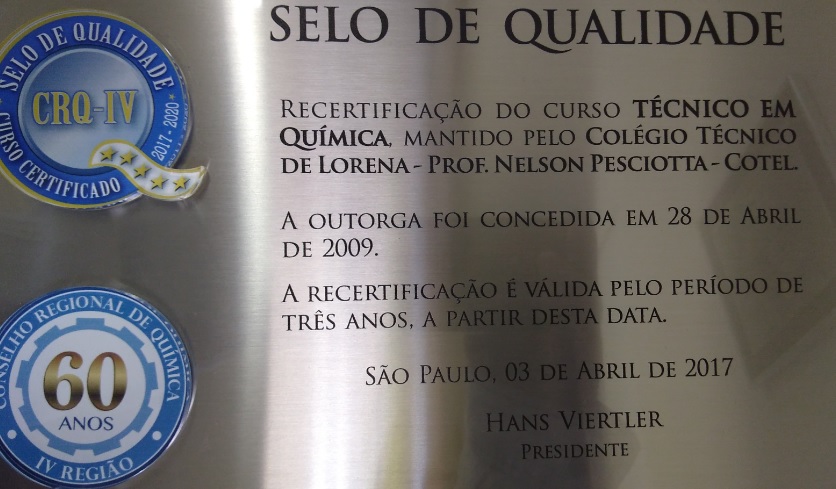 SELO DE QUALIDADE
CRQ-IV
2017-2020
CURSO CERTIFICADO
SELO DE QUALIDADE
RECERTIFICAÇÃO DO CURSO TÉCNICO EM
QUÍMICA, MANTIDO PELO COLÉGIO TÉCNICO
DE LORENA - PROF. NELSON PESCIOTTA - COTEL.
A OUTORGA FOI CONCEDIDA EM 28 DE ABRIL
DE 2009.
A RECERTIFICAÇÃO É VÁLIDA PELO PERÍODO DE
TRÊS ANOS, A PARTIR DESTA DATA.
SÃO PAULO, 03 DE ABRIL DE 2017
HANS VIERTLER
PRESIDENTE
CONSELHO REGIONAL DE QUÍMICA
60
ANOS
IV REGIÃO